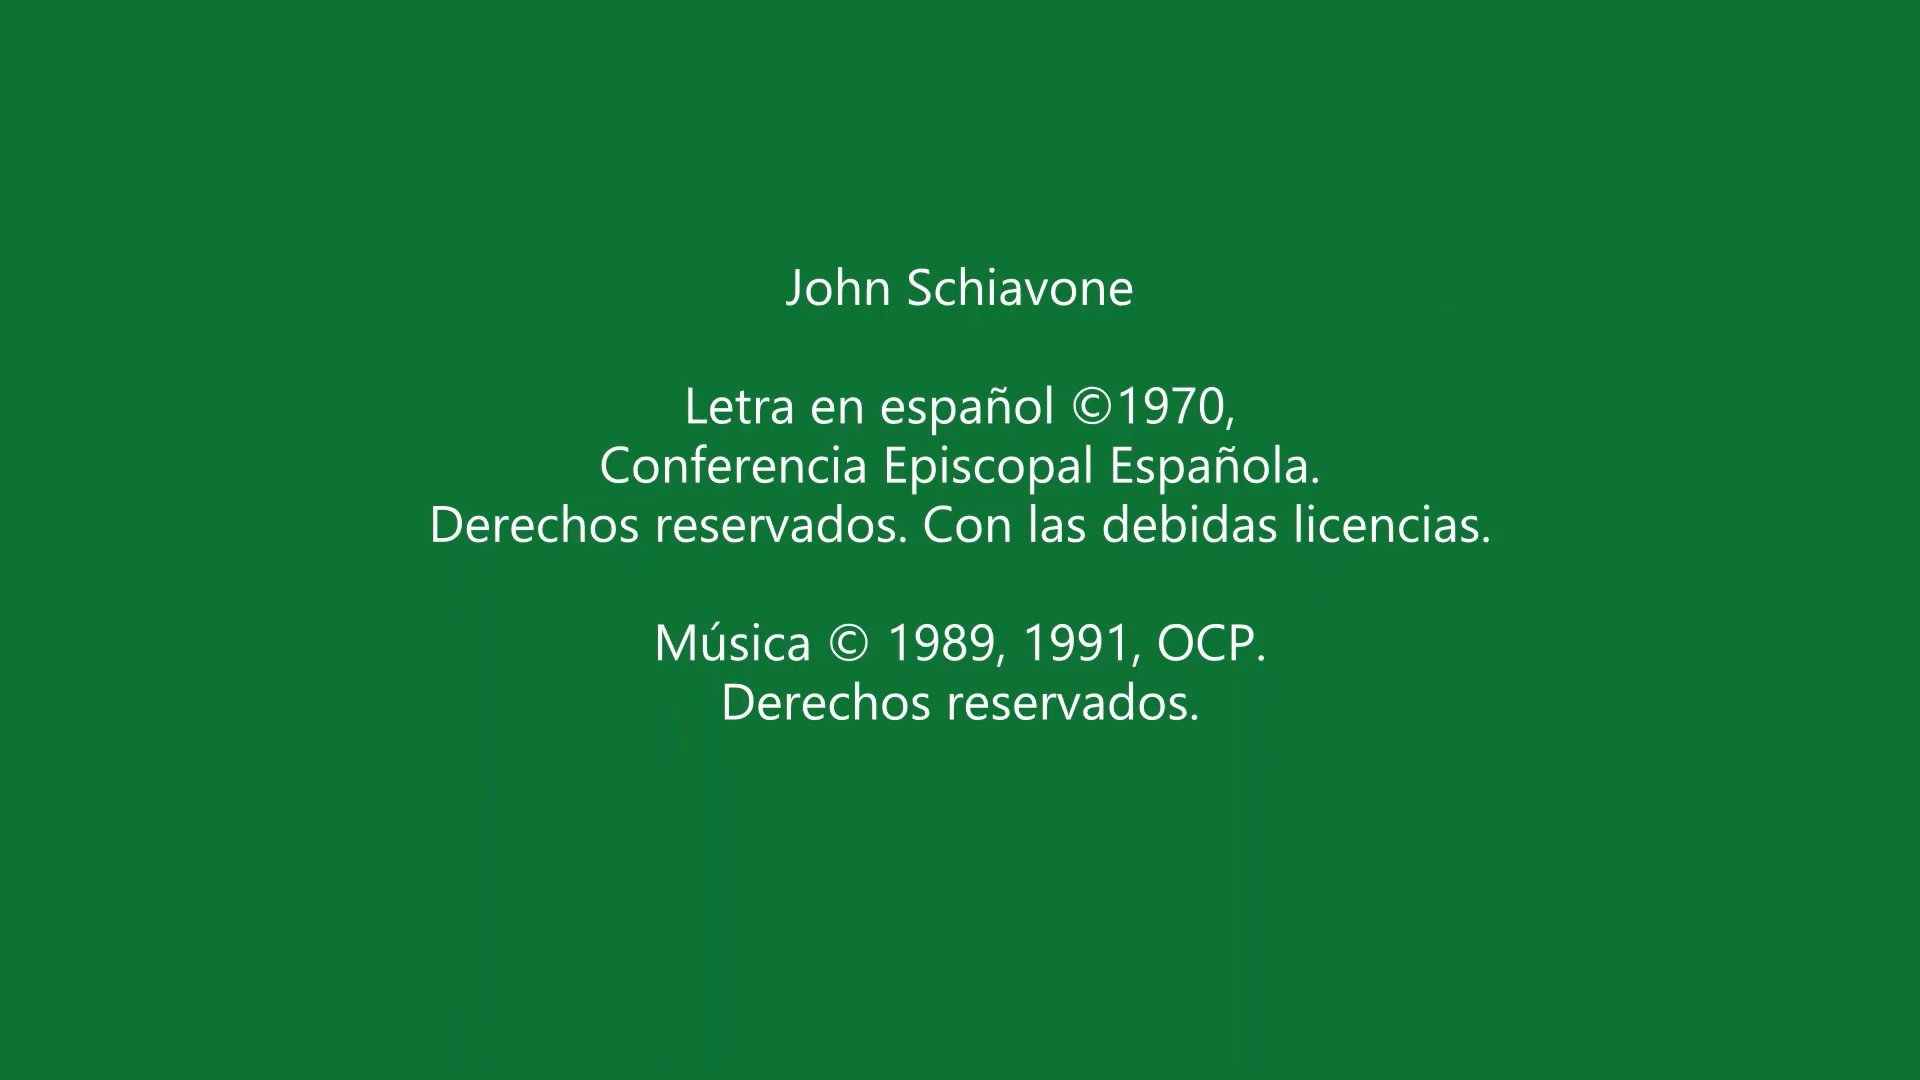 John Schiavone
Letra en español ©1970,
Conferencia Episcopal Española.
Derechos reservados. Con las debidas licencias.
Música © 1989, 1991, OCP.
Derechos reservados.